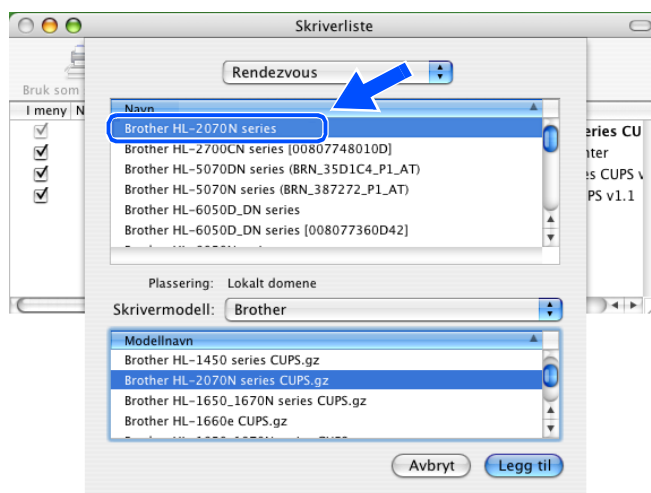 Skriverliste
Rendezvous
Bruk som
I meny N
Navn
Brother HL-2070N series
Brother HL-2700CN series [00807748010D]
Brother HL-5070DN series (BRN_35D1C4_P1_AT)
Brother HL-5070N series (BRN_387272_P1_AT)
Brother HL-6050D_DN series
Brother HL-6050D_DN series [008077360D42]
eries CU
nter
es CUPS v
PS v1.1
Plassering: Lokalt domene
Skrivermodell: Brother
Modellnavn
Brother HL-1450 series CUPS.gz
Brother HL-2070N series CUPS.gz
Brother HL-1650_1670N series CUPS.gz
Brother HL-1660e CUPS.gz
Avbryt Legg til